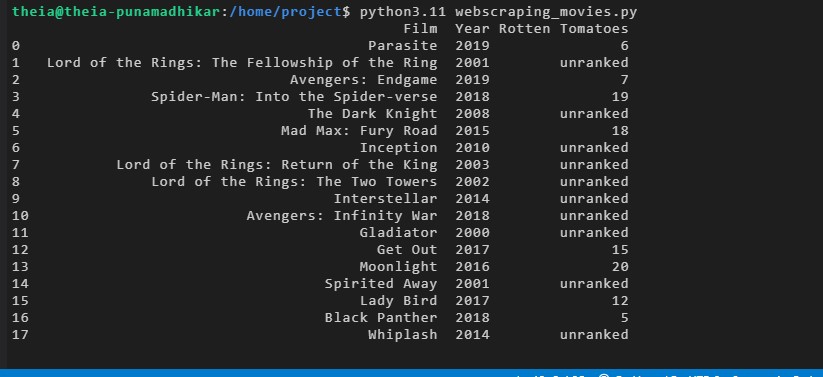 theia@theia-punamadhikar:/home/project$ python3.11 webscraping_movies.py
Film Year Rotten Tomatoes
0 Parasite 2019 6
1 Lord of the Rings: The Fellowship of the Ring 2001 unranked
2 Avengers: Endgame 2019 7
3 Spider-Man: Into the Spider-verse 2018 19
4 The Dark Knight 2008 unranked
5 Mad Max: Fury Road 2015 18
6 Inception 2010 unranked
7 Lord of the Rings: Return of the King 2003 unranked
8 Lord of the Rings: The Two Towers 2002 unranked
9 Interstellar 2014 unranked
10 Avengers: Infinity War 2018 unranked
11 Gladiator 2000 unranked
12 Get Out 2017 15
13 Moonlight 2016 20
14 Spirited Away 2001 unranked
15 Lady Bird 2017 12
16 Black Panther 2018 5
17 Whiplash 2014 unranked